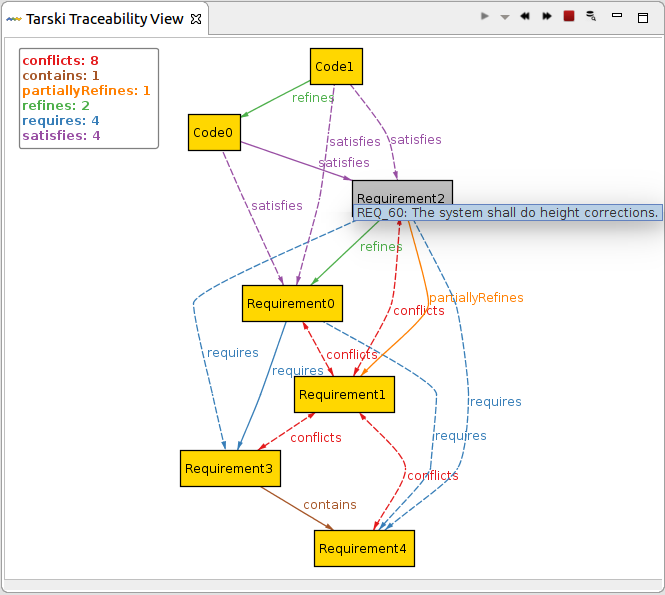 Tarski Traceability View
conflicts: 8
contains: 1
partiallyRefines: 1
refines: 2
requires: 4
satisfies: 4
Code1
refines
Code0
satisfies
satisfies
satisfies
satisfies
Requirement2
REQ_60: The system shall do height corrections.
refines
partiallyRefines
Requirement0
conflicts
requires
conflicts
requires
Requirement1
requires
conflicts
requires
Requirement3
conflicts
contains
Requirement4